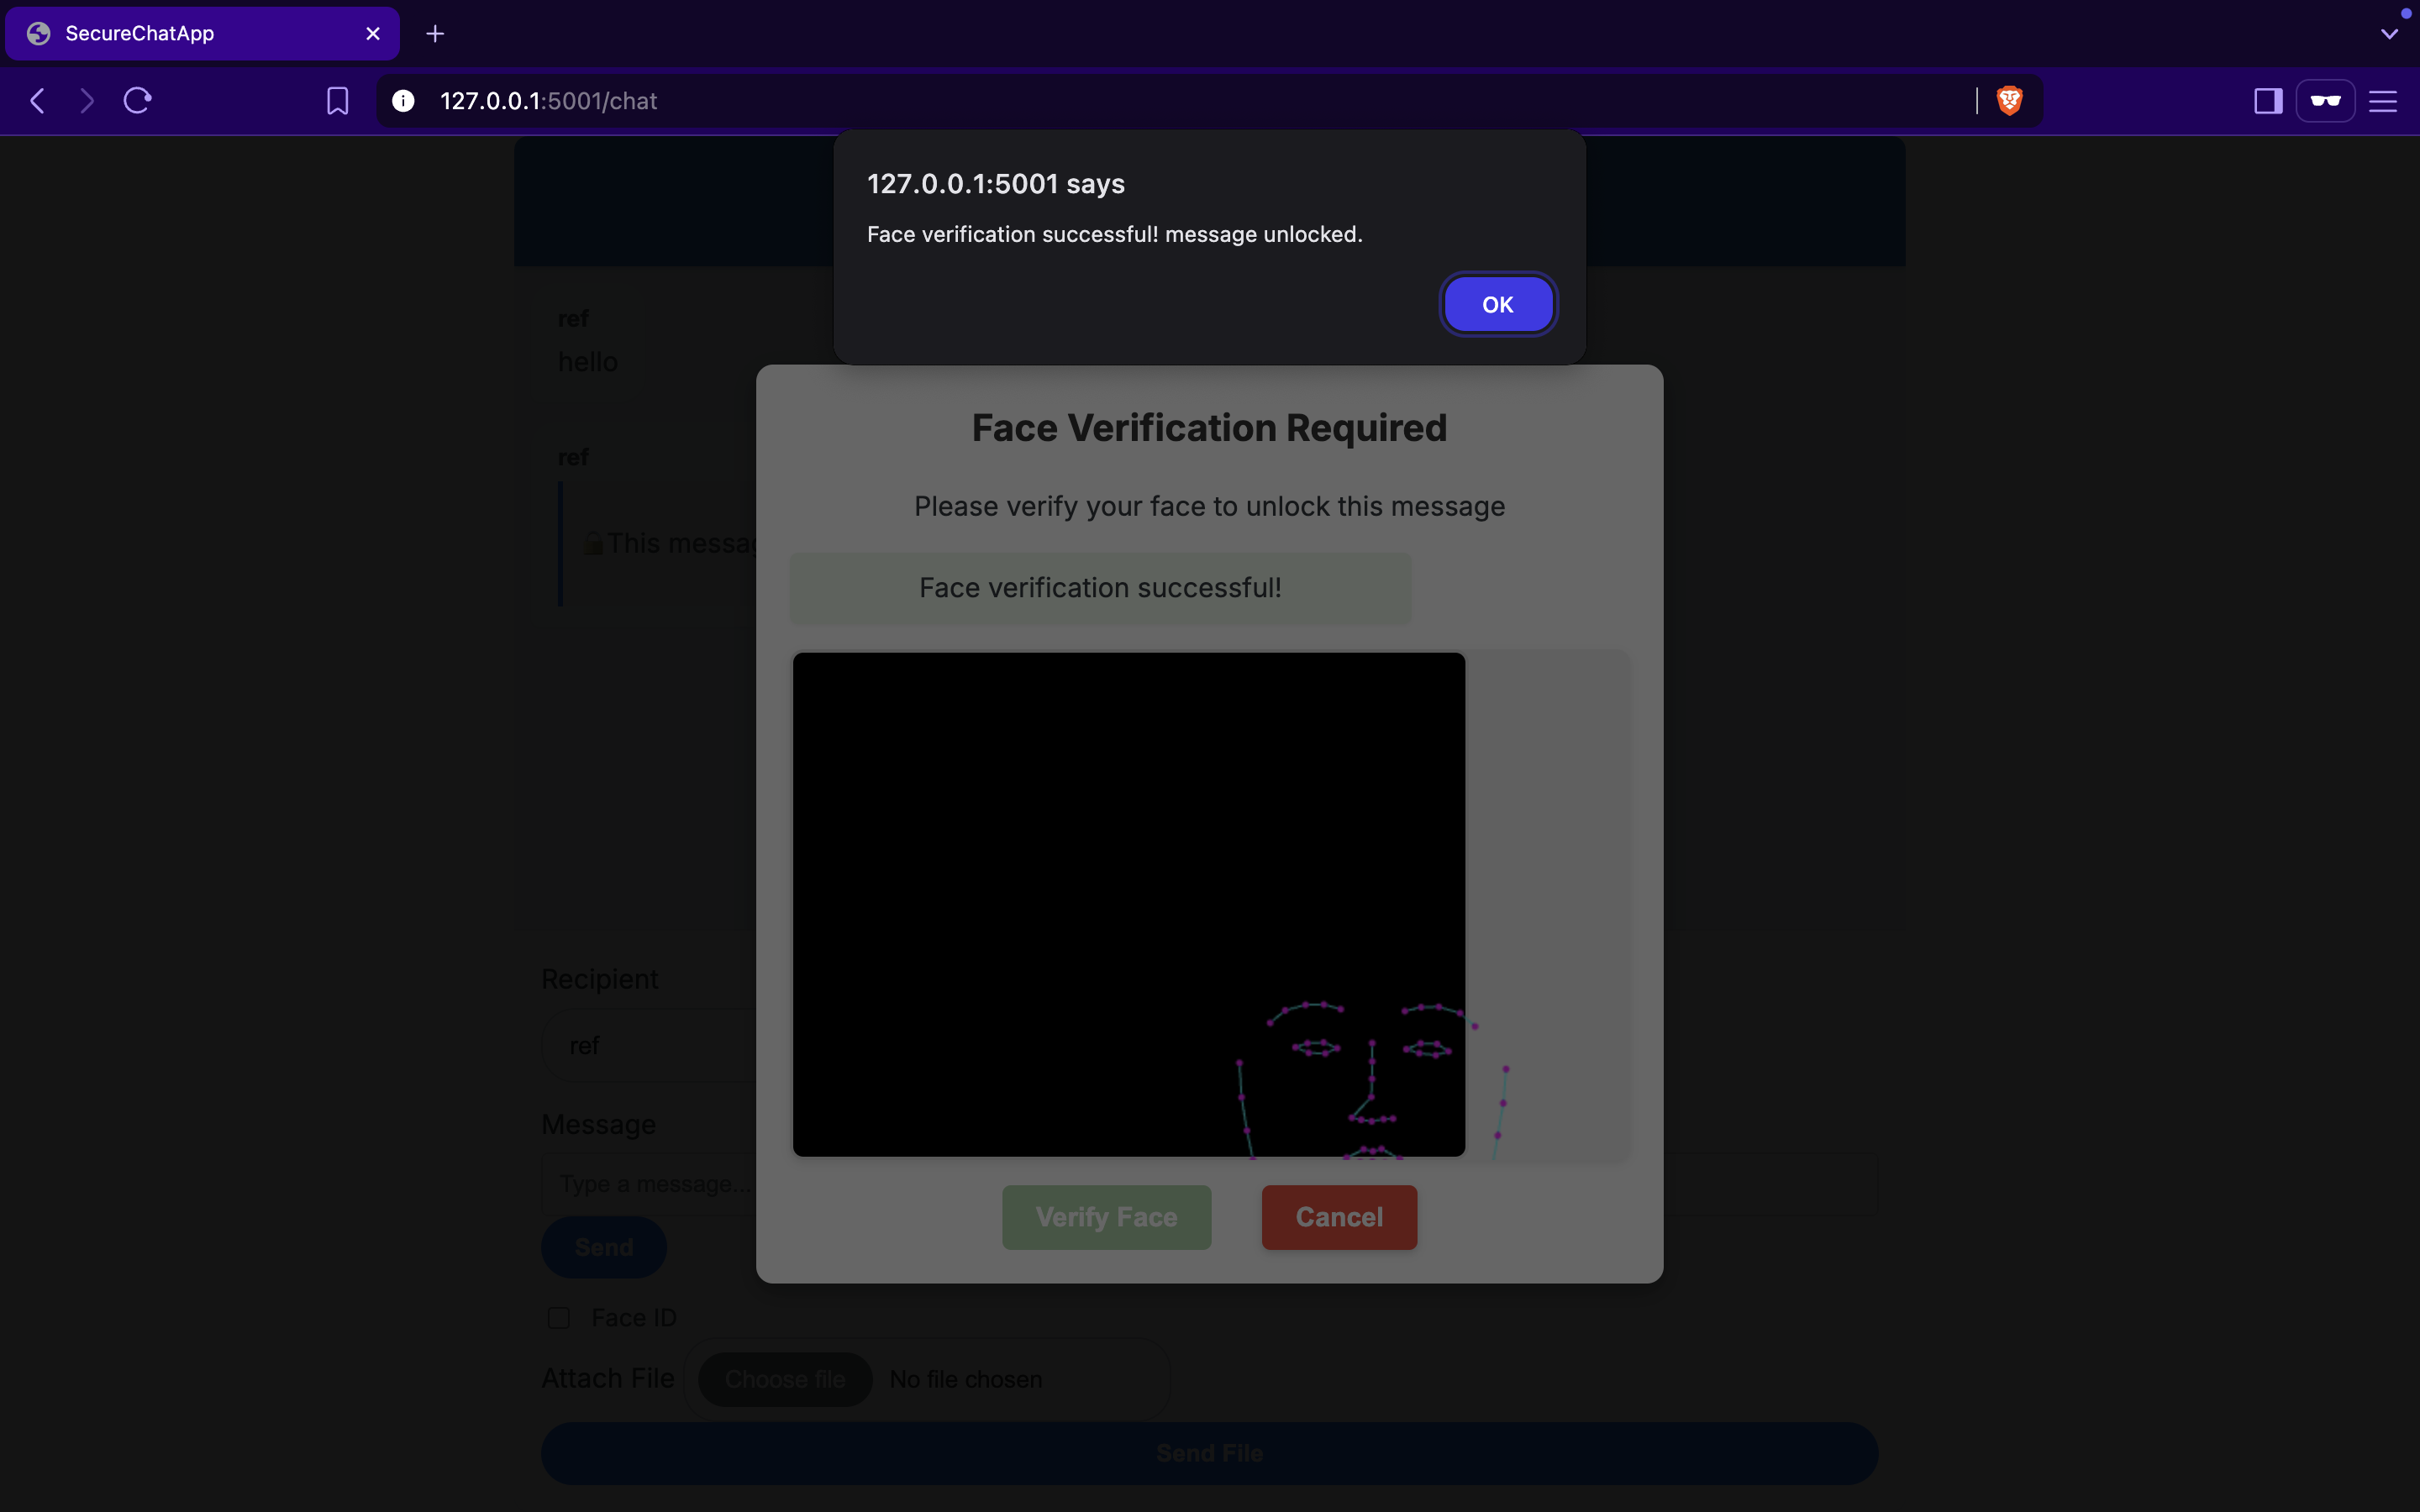 SecureChatApp
127.0.0.1:5001/chat
127.0.0.1:5001 says
Face verification successful! message unlocked.
OK
ref
hello
ref
🔒This messag
Face Verification Required
Please verify your face to unlock this message
Face verification successful!
Verify Face
Cancel
Recipient
ref
Message
Type a message...
Send
Face ID
Attach File
Choose file
No file chosen
Send File